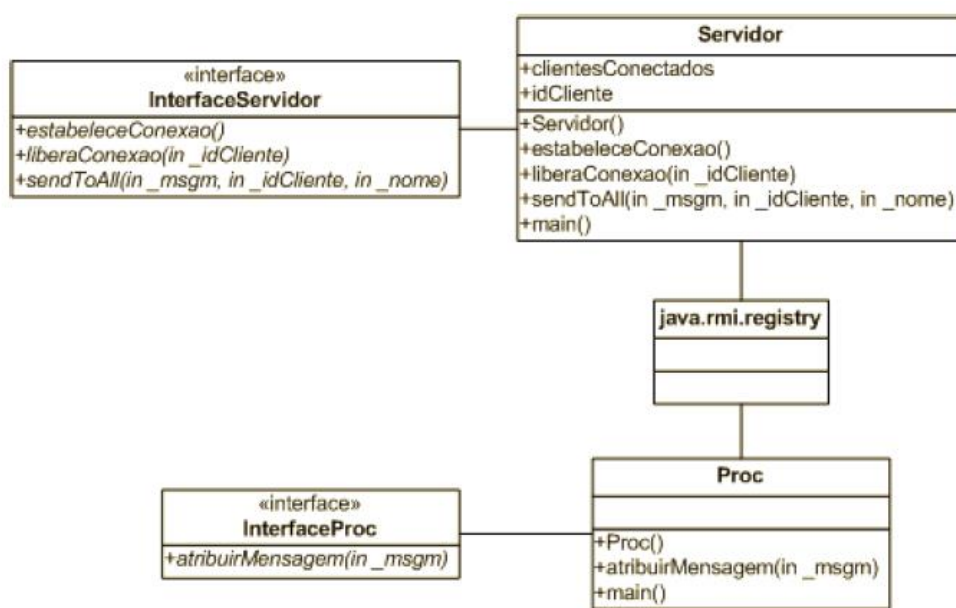 «interface»
InterfaceServidor
+estabeleceConexao()
+liberaConexao(in _idCliente)
+sendToAll(in _msgm, in _idCliente, in _nome)
Servidor
+clientesConectados
+idCliente
+Servidor()
+estabeleceConexao()
+liberaConexao(in _idCliente)
+sendToAll(in _msgm, in _idCliente, in _nome)
+main()
java.rmi.registry
«interface»
InterfaceProc
+atribuirMensagem(in _msgm)
Proc
+Proc()
+atribuirMensagem(in _msgm)
+main()